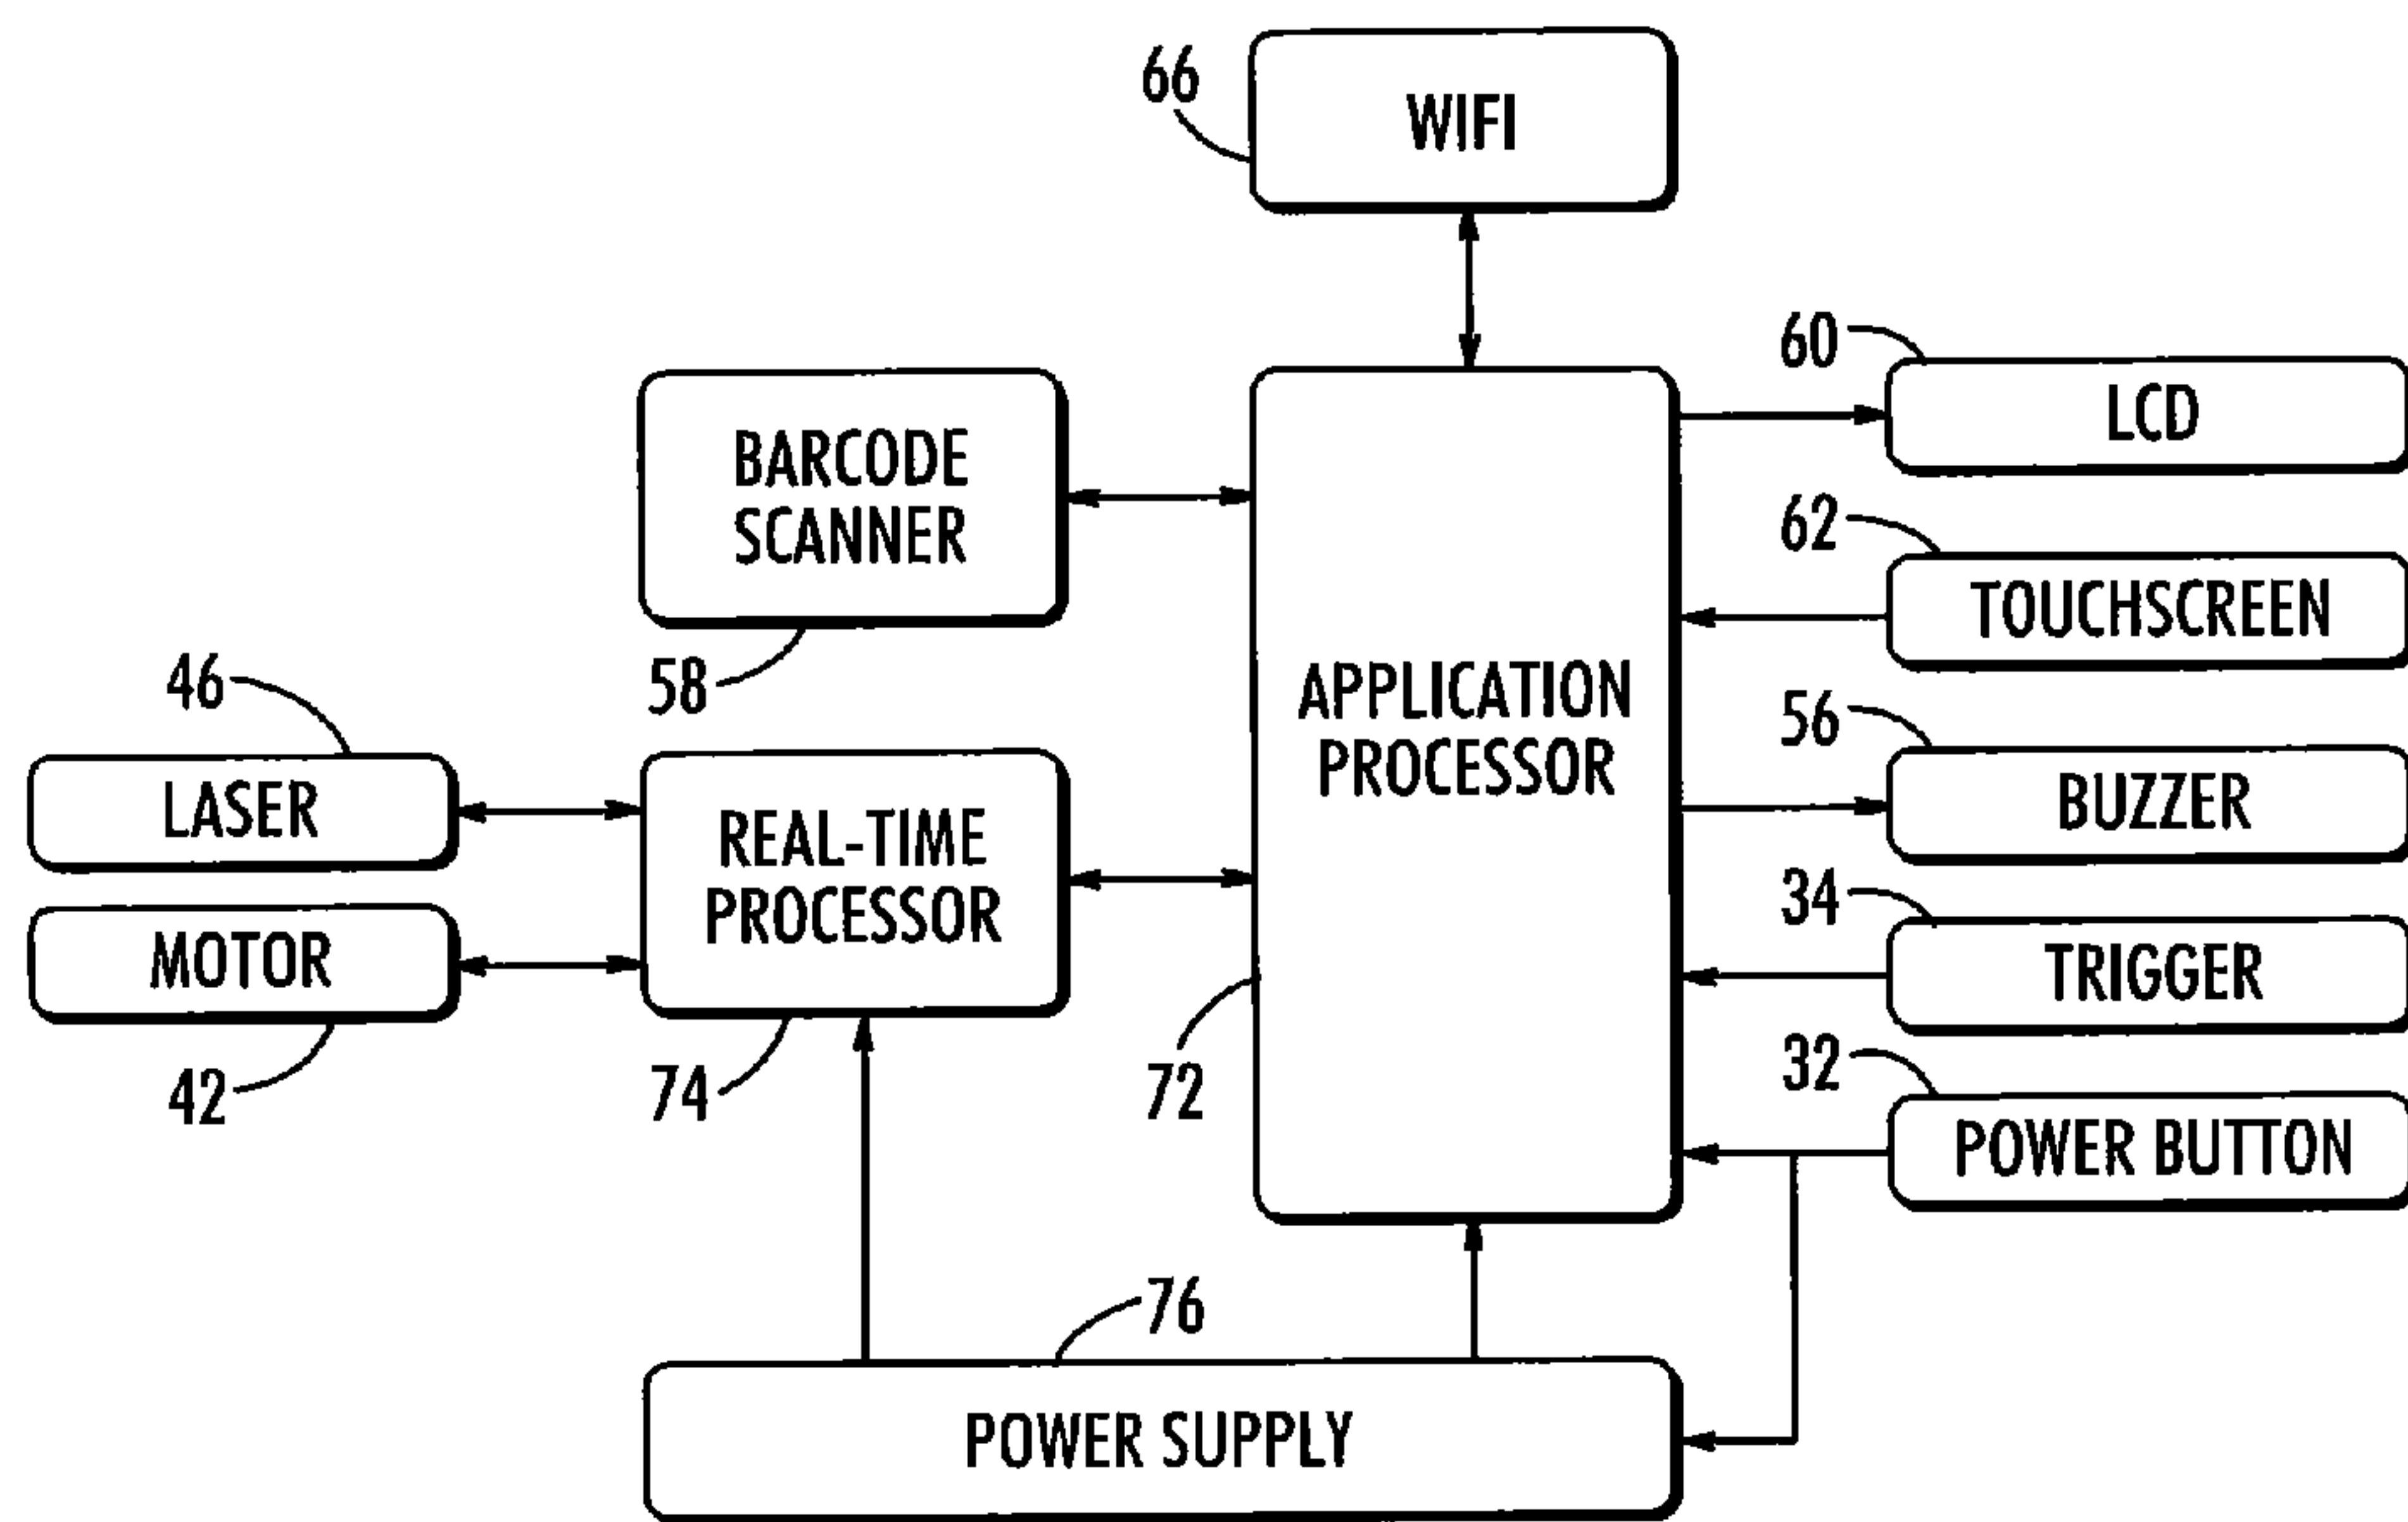 66
WIFI
60
LCD
BARCODE
SCANNER
62
TOUCHSCREEN
58
46
LASER
56
BUZZER
APPLICATION
PROCESSOR
REAL-TIME
PROCESSOR
34
TRIGGER
MOTOR
42
74
72
32
POWER BUTTON
76
POWER SUPPLY